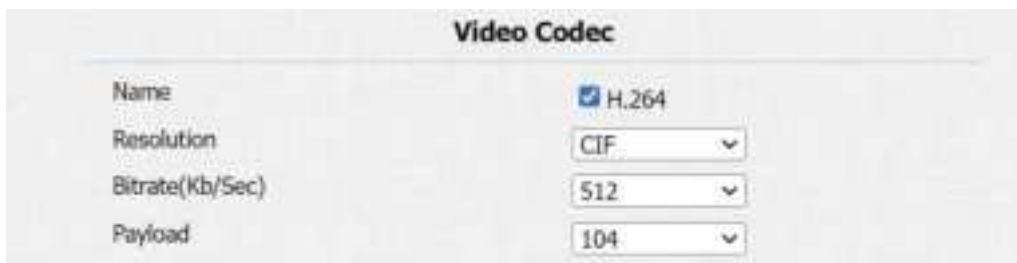 Video Codec
Name H.264
Resolution CIF
Bitrate(Kb/Sec) 512
Payload 104